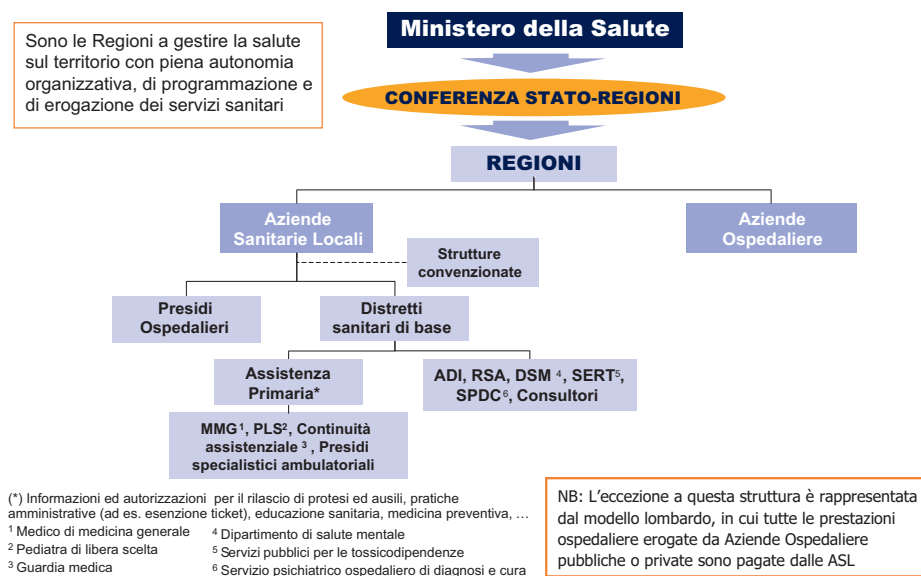 Sono le Regioni a gestire la salute
sul territorio con piena autonomia
organizzativa, di programmazione e
di erogazione dei servizi sanitari
Ministero della Salute
CONFERENZA STATO-REGIONI
REGIONI
Aziende
Sanitarie Locali
Aziende
Ospedaliere
Strutture
convenzionate
Presidi
Ospedalieri
Distretti
sanitari di base
Assistenza
Primaria*
ADI, RSA, DSM ⁴, SERT⁵,
SPDC⁶, Consultori
MMG¹, PLS², Continuità
assistenziale ³ , Presidi
specialistici ambulatoriali
(*) Informazioni ed autorizzazioni per il rilascio di protesi ed ausili, pratiche
amministrative (ad es. esenzione ticket), educazione sanitaria, medicina preventiva, …
¹ Medico di medicina generale
² Pediatra di libera scelta
³ Guardia medica
⁴ Dipartimento di salute mentale
⁵ Servizi pubblici per le tossicodipendenze
⁶ Servizio psichiatrico ospedaliero di diagnosi e cura
NB: L'eccezione a questa struttura è rappresentata
dal modello lombardo, in cui tutte le prestazioni
ospedaliere erogate da Aziende Ospedaliere
pubbliche o private sono pagate dalle ASL